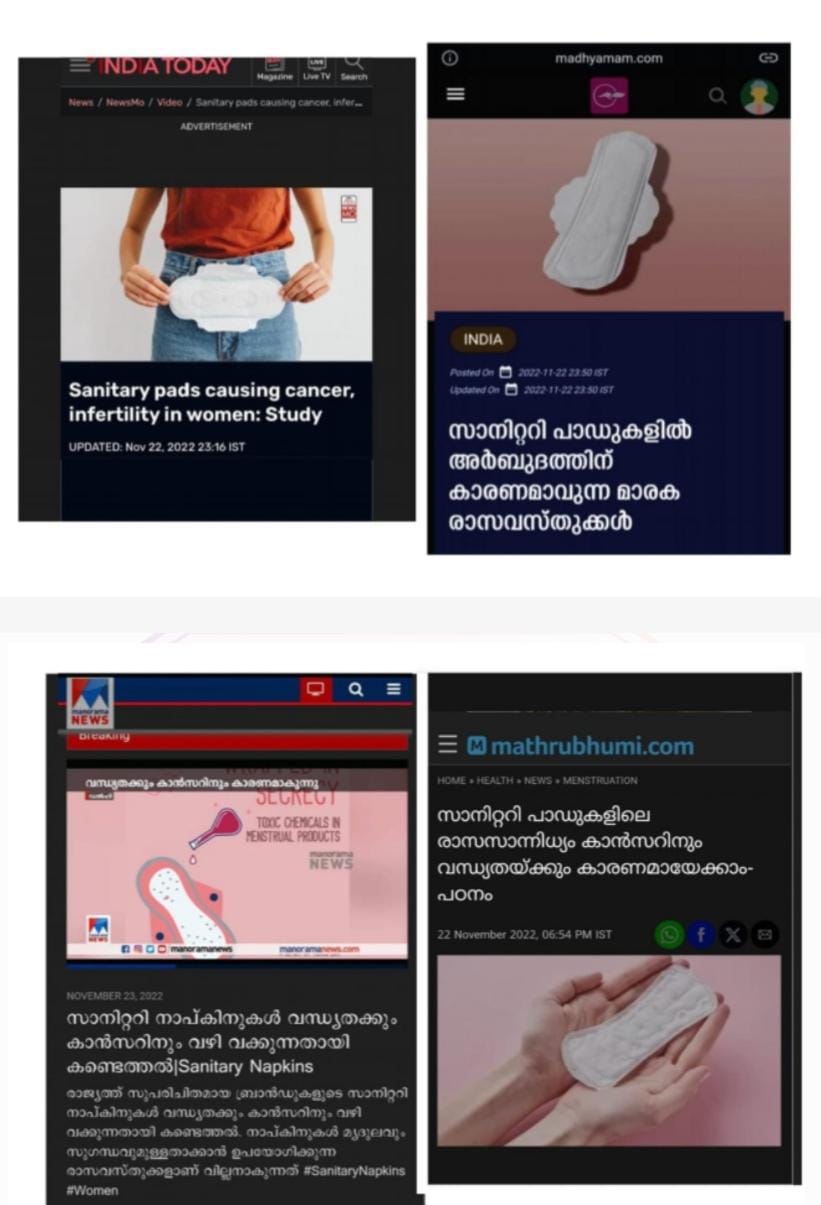 INDIA TODAY
Magazine
Live TV
Search
News / NewsMo / Video / Sanitary pads causing cancer, infer...
ADVERTISEMENT
Sanitary pads causing cancer,
infertility in women: Study
UPDATED: Nov 22, 2022 23:16 IST
madhyamam.com
INDIA
Posted On 2022-11-22 23:50 IST
Updated On 2022-11-22 23:50 IST
സാനിറ്ററി പാഡുകളിൽ
അർബുദത്തിന്
കാരണമാവുന്ന മാരക
രാസവസ്തുക്കൾ
manorama
NEWS
Breaking
വന്ധ്യതക്കും കാൻസറിനും കാരണമാകുന്നു
WRAPPED IN
SECRECY
TOXIC CHEMICALS IN
MENSTRUAL PRODUCTS
manorama
NEWS
manoramanews
manoramanews.com
NOVEMBER 23, 2022
സാനിറ്ററി നാപ്കിനുകൾ വന്ധ്യതക്കും
കാൻസറിനും വഴി വക്കുന്നതായി
കണ്ടെത്തൽ|Sanitary Napkins
രാജ്യത്ത് സുപരിചിതമായ ബ്രാൻഡുകളുടെ സാനിറ്ററി
നാപ്കിനുകൾ വന്ധ്യതക്കും കാൻസറിനും വഴി
വക്കുന്നതായി കണ്ടെത്തൽ. നാപ്കിനുകൾ മൃദുലവും
സുഗന്ധവുമുള്ളതാക്കാൻ ഉപയോഗിക്കുന്ന
രാസവസ്തുക്കളാണ് വില്ലനാകുന്നത് #SanitaryNapkins
#Women
mathrubhumi.com
HOME » HEALTH » NEWS » MENSTRUATION
സാനിറ്ററി പാഡുകളിലെ
രാസസാന്നിധ്യം കാൻസറിനും
വന്ധ്യതയ്ക്കും കാരണമായേക്കാം-
പഠനം
22 November 2022, 06:54 PM IST